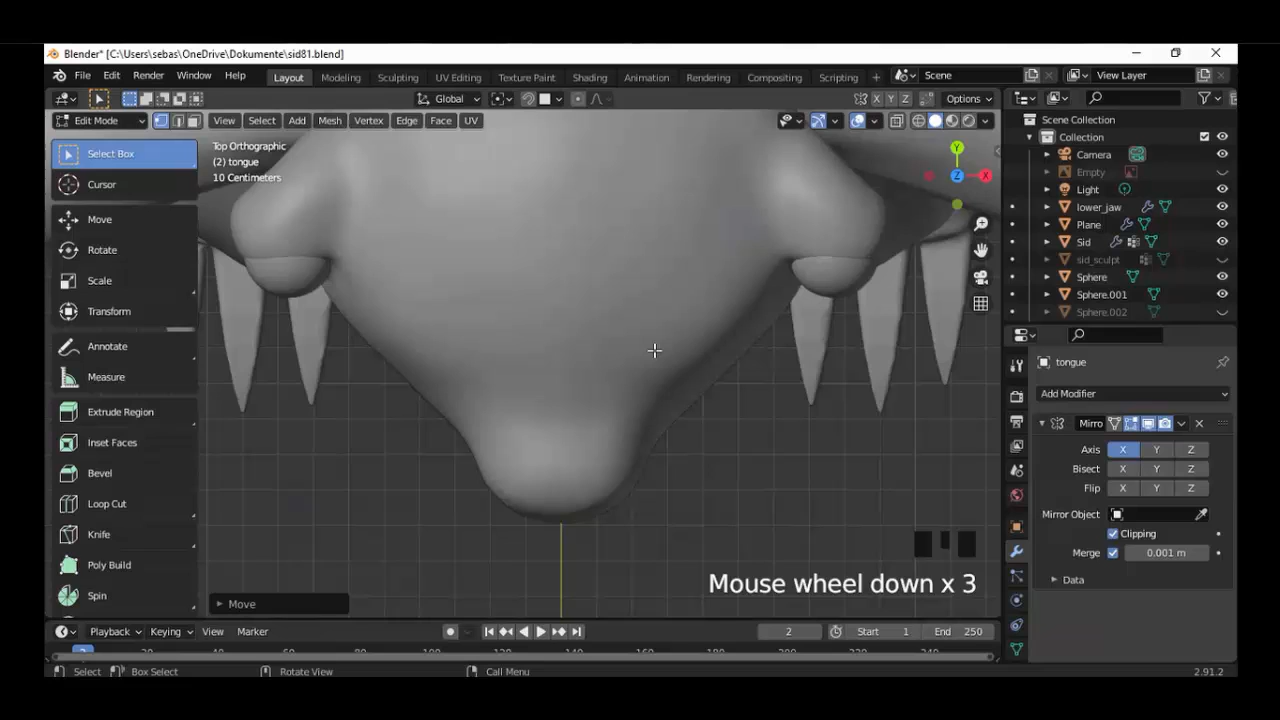 Blender* [C:\Users\sebas\OneDrive\Dokumente\sid81.blend]
File Edit Render Window Help Layout Modeling Sculpting UV Editing Texture Paint Shading Animation Rendering Compositing Scripting + Scene View Layer
Global X Y Z Options
Edit Mode View Select Add Mesh Vertex Edge Face UV
Scene Collection
Collection
Camera
Empty
Light
lower_jaw
Plane
Sid
sid_sculpt
Sphere
Sphere.001
Sphere.002
Select Box
Cursor
Move
Rotate
Scale
Transform
Annotate
Measure
Extrude Region
Inset Faces
Bevel
Loop Cut
Knife
Poly Build
Spin
Top Orthographic
(2) tongue
10 Centimeters
Y
Z X
tongue
Add Modifier
Mirro
Axis X Y Z
Bisect X Y Z
Flip X Y Z
Mirror Object
Clipping
Merge 0.001 m
Data
Mouse wheel down x 3
Move
Playback Keying View Marker 2 Start 1 End 250
Select Box Select Rotate View Call Menu 2.91.2